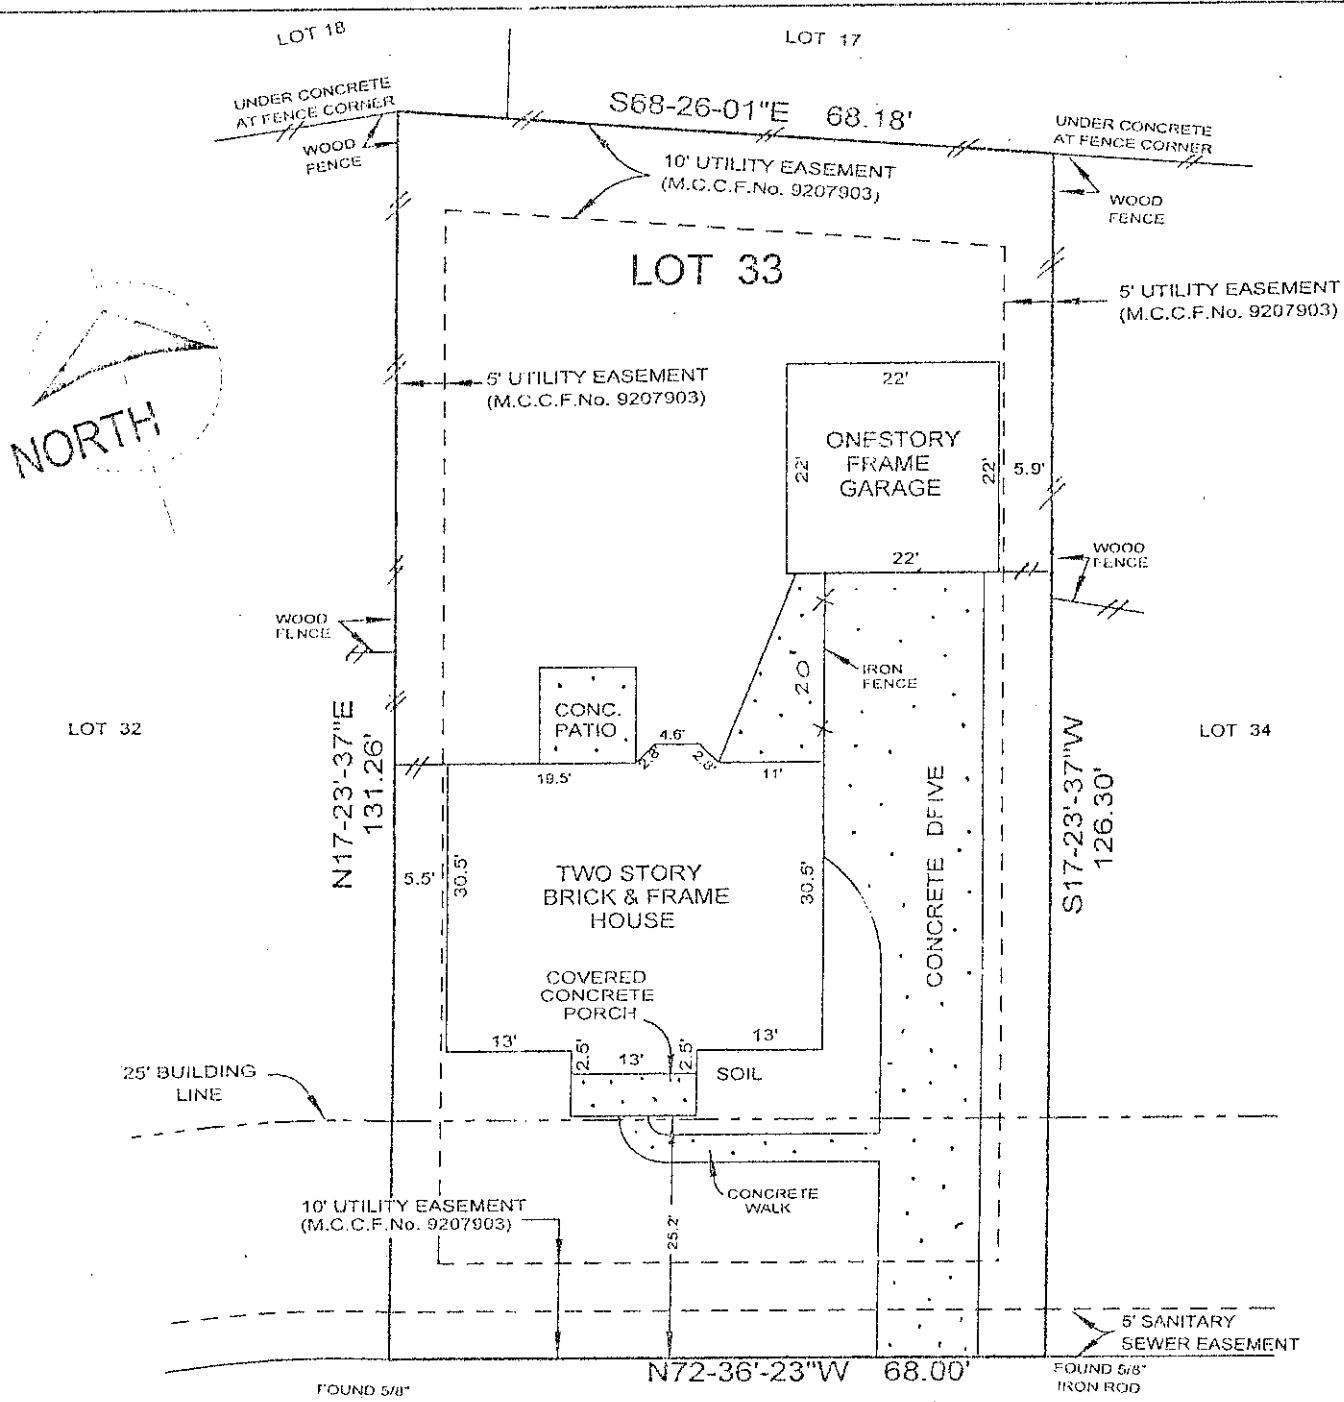 LOT 18
LOT 17
UNDER CONCRETE
AT FENCE CORNER
S68-26-01"E 68.18'
UNDER CONCRETE
AT FENCE CORNER
WOOD
FENCE
10' UTILITY EASEMENT
(M.C.C.F.No. 9207903)
WOOD
FENCE
LOT 33
5' UTILITY EASEMENT
(M.C.C.F.No. 9207903)
NORTH
5' UTILITY EASEMENT
(M.C.C.F.No. 9207903)
22'
ONESTORY
FRAME
GARAGE
22'
22'
5.9'
22'
WOOD
FENCE
WOOD
FENCE
20'
IRON
FENCE
LOT 32
N17-23'-37"E
131.26'
CONC.
PATIO
4.6'
2.8'
2.8'
19.5'
11'
LOT 34
S17-23'-37"W
126.30'
CONCRETE DRIVE
5.5'
30.5'
TWO STORY
BRICK & FRAME
HOUSE
30.5'
COVERED
CONCRETE
PORCH
13'
2.5'
13'
2.5'
13'
SOIL
25' BUILDING
LINE
CONCRETE
WALK
10' UTILITY EASEMENT
(M.C.C.F.No. 9207903)
25.2'
5' SANITARY
SEWER EASEMENT
N72-36'-23"W 68.00'
FOUND 5/8"
FOUND 5/8"
IRON ROD